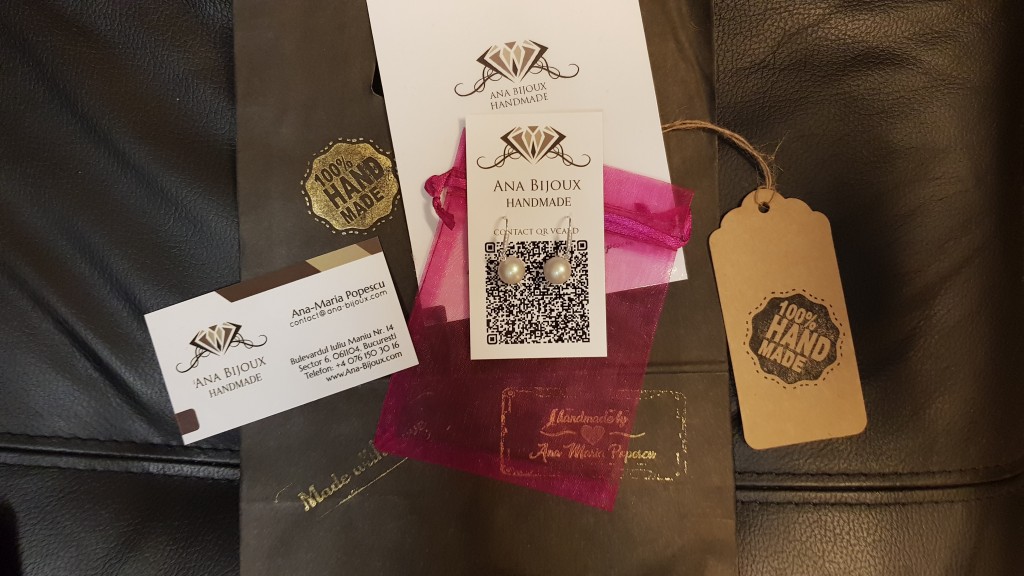 ANA BIJOUX
HANDMADE
ANA BIJOUX
HANDMADE
CONTACT QR VCARD
100%
HAND
MADE
Ana-Maria Popescu
contact@ana-bijoux.com
ANA BIJOUX
HANDMADE
Bulevardul Iuliu Maniu Nr. 14
Sector 6, 061104, Bucuresti
Telefon: +4 076 150 30 16
www.Ana-Bijoux.com
100%
HAND
MADE
Made with
Handmade by
Ana Maria Popescu